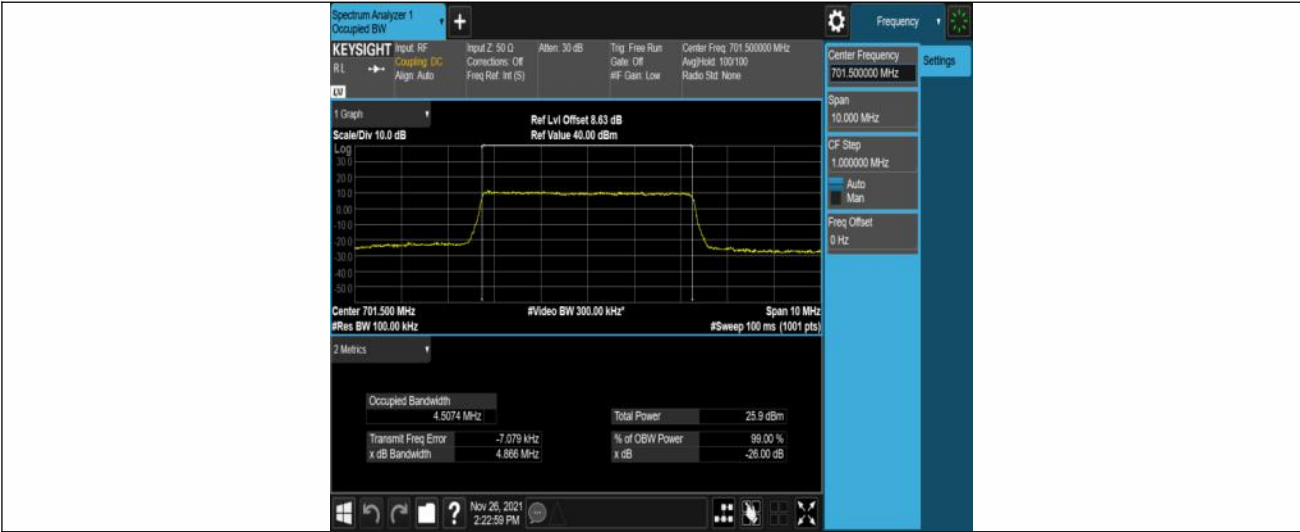 Spectrum Analyzer 1
Occupied BW
Frequency
KEYSIGHT
R L
Input: RF
Coupling: DC
Align: Auto
Input Z: 50 Ω
Corrections: Off
Freq Ref: Int (S)
Atten: 30 dB
Trig: Free Run
Gate: Off
#IF Gain: Low
Center Freq: 701.500000 MHz
Avg|Hold: 100/100
Radio Std: None
Center Frequency
701.500000 MHz
Settings
Span
10.000 MHz
CF Step
1.000000 MHz
Auto
Man
Freq Offset
0 Hz
1 Graph
Scale/Div 10.0 dB
Ref Lvl Offset 8.63 dB
Ref Value 40.00 dBm
Log
30.0
20.0
10.0
0.00
-10.0
-20.0
-30.0
-40.0
-50.0
Center 701.500 MHz
#Video BW 300.00 kHz*
Span 10 MHz
#Res BW 100.00 kHz
#Sweep 100 ms (1001 pts)
2 Metrics
Occupied Bandwidth
4.5074 MHz
Total Power 25.9 dBm
Transmit Freq Error -7.079 kHz
% of OBW Power 99.00 %
x dB Bandwidth 4.866 MHz
x dB -26.00 dB
Nov 26, 2021
2:22:59 PM